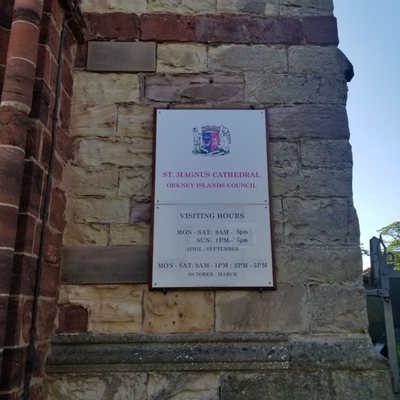 ST. MAGNUS CATHEDRAL
ORKNEY ISLANDS COUNCIL
VISITING HOURS
MON - SAT: 9AM - 5pm
SUN: 1PM - 5pm
APRIL - SEPTEMBER
MON - SAT: 9AM - 1PM : 2PM - 5PM
OCTOBER - MARCH